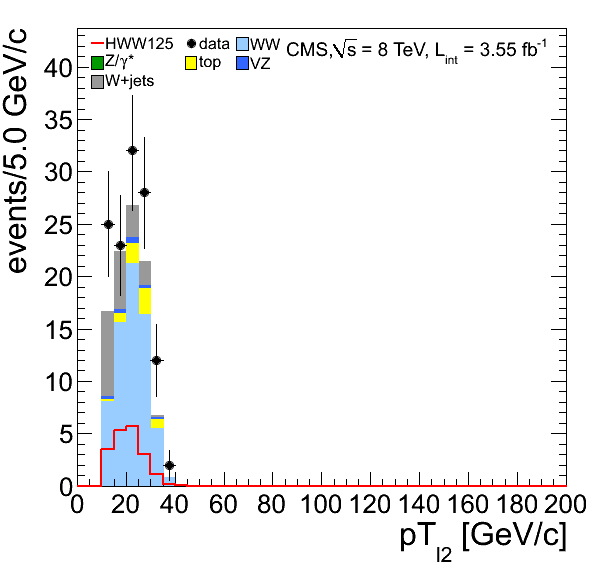 HWW125 data WW CMS,√s = 8 TeV, L_int = 3.55 fb⁻¹
Z/γ* top VZ
W+jets
events/5.0 GeV/c
40
35
30
25
20
15
10
5
0
0 20 40 60 80 100 120 140 160 180 200
pT_l2 [GeV/c]